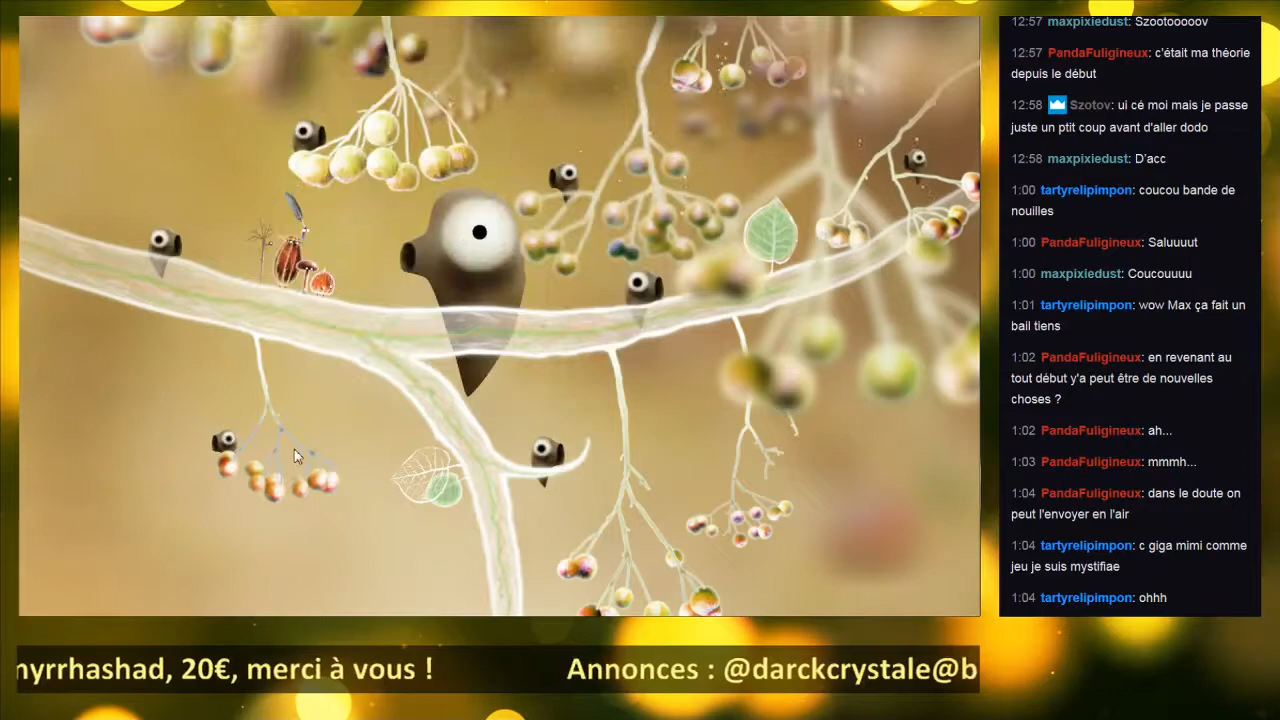 12:57 maxpixiedust: Szootooooov
12:57 PandaFuligineux: c'était ma théorie
depuis le début
12:58 Szotov: ui cé moi mais je passe
juste un ptit coup avant d'aller dodo
12:58 maxpixiedust: D'acc
1:00 tartyrelipimpon: coucou bande de
nouilles
1:00 PandaFuligineux: Saluuuut
1:00 maxpixiedust: Coucouuuu
1:01 tartyrelipimpon: wow Max ça fait un
bail tiens
1:02 PandaFuligineux: en revenant au
tout début y'a peut être de nouvelles
choses ?
1:02 PandaFuligineux: ah...
1:03 PandaFuligineux: mmmh...
1:04 PandaFuligineux: dans le doute on
peut l'envoyer en l'air
1:04 tartyrelipimpon: c giga mimi comme
jeu je suis mystifiae
1:04 tartyrelipimpon: ohhh
nyrrhashad, 20€, merci à vous ! Annonces : @darckcrystale@b